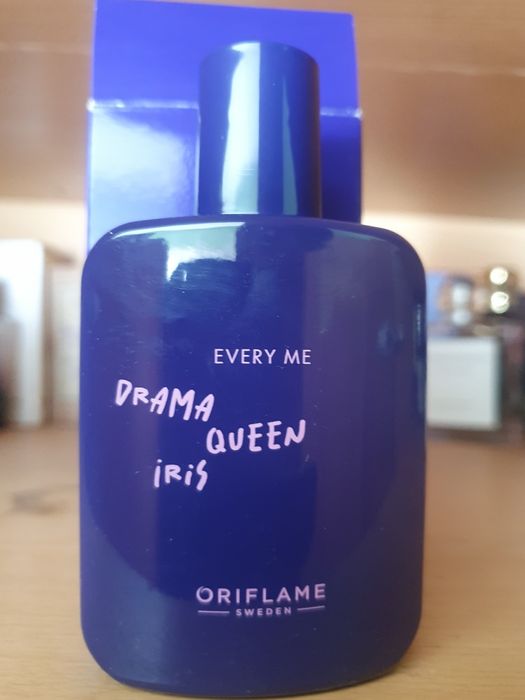 EVERY ME
DRAMA
QUEEN
iRiS
ORIFLAME
SWEDEN